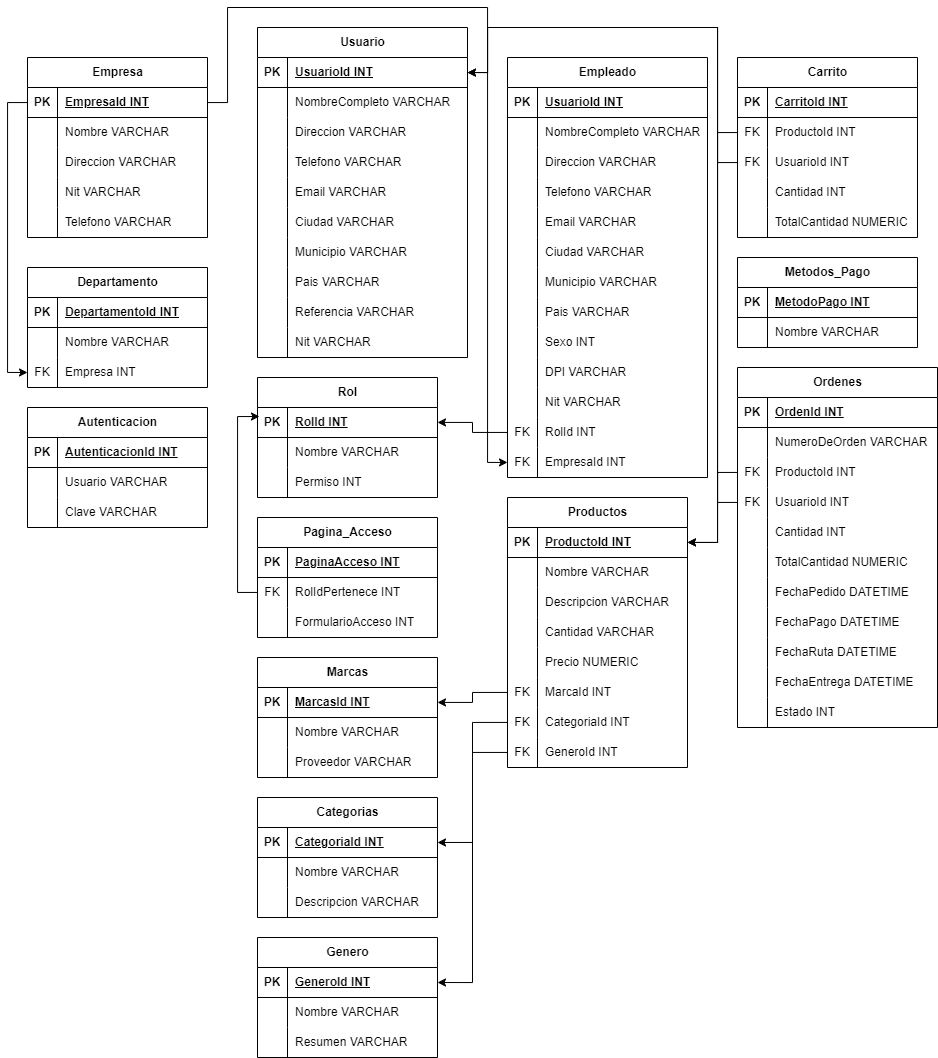 Empresa
PK EmpresaId INT
Nombre VARCHAR
Direccion VARCHAR
Nit VARCHAR
Telefono VARCHAR
Departamento
PK DepartamentoId INT
Nombre VARCHAR
FK Empresa INT
Autenticacion
PK AutenticacionId INT
Usuario VARCHAR
Clave VARCHAR
Usuario
PK UsuarioId INT
NombreCompleto VARCHAR
Direccion VARCHAR
Telefono VARCHAR
Email VARCHAR
Ciudad VARCHAR
Municipio VARCHAR
Pais VARCHAR
Referencia VARCHAR
Nit VARCHAR
Rol
PK RolId INT
Nombre VARCHAR
Permiso INT
Pagina_Acceso
PK PaginaAcceso INT
FK RolIdPertenece INT
FormularioAcceso INT
Marcas
PK MarcasId INT
Nombre VARCHAR
Proveedor VARCHAR
Categorias
PK CategoriaId INT
Nombre VARCHAR
Descripcion VARCHAR
Genero
PK GeneroId INT
Nombre VARCHAR
Resumen VARCHAR
Empleado
PK UsuarioId INT
NombreCompleto VARCHAR
Direccion VARCHAR
Telefono VARCHAR
Email VARCHAR
Ciudad VARCHAR
Municipio VARCHAR
Pais VARCHAR
Sexo INT
DPI VARCHAR
Nit VARCHAR
FK RolId INT
FK EmpresaId INT
Productos
PK ProductoId INT
Nombre VARCHAR
Descripcion VARCHAR
Cantidad VARCHAR
Precio NUMERIC
FK MarcaId INT
FK CategoriaId INT
FK GeneroId INT
Carrito
PK CarritoId INT
FK ProductoId INT
FK UsuarioId INT
Cantidad INT
TotalCantidad NUMERIC
Metodos_Pago
PK MetodoPago INT
Nombre VARCHAR
Ordenes
PK OrdenId INT
NumeroDeOrden VARCHAR
FK ProductoId INT
FK UsuarioId INT
Cantidad INT
TotalCantidad NUMERIC
FechaPedido DATETIME
FechaPago DATETIME
FechaRuta DATETIME
FechaEntrega DATETIME
Estado INT